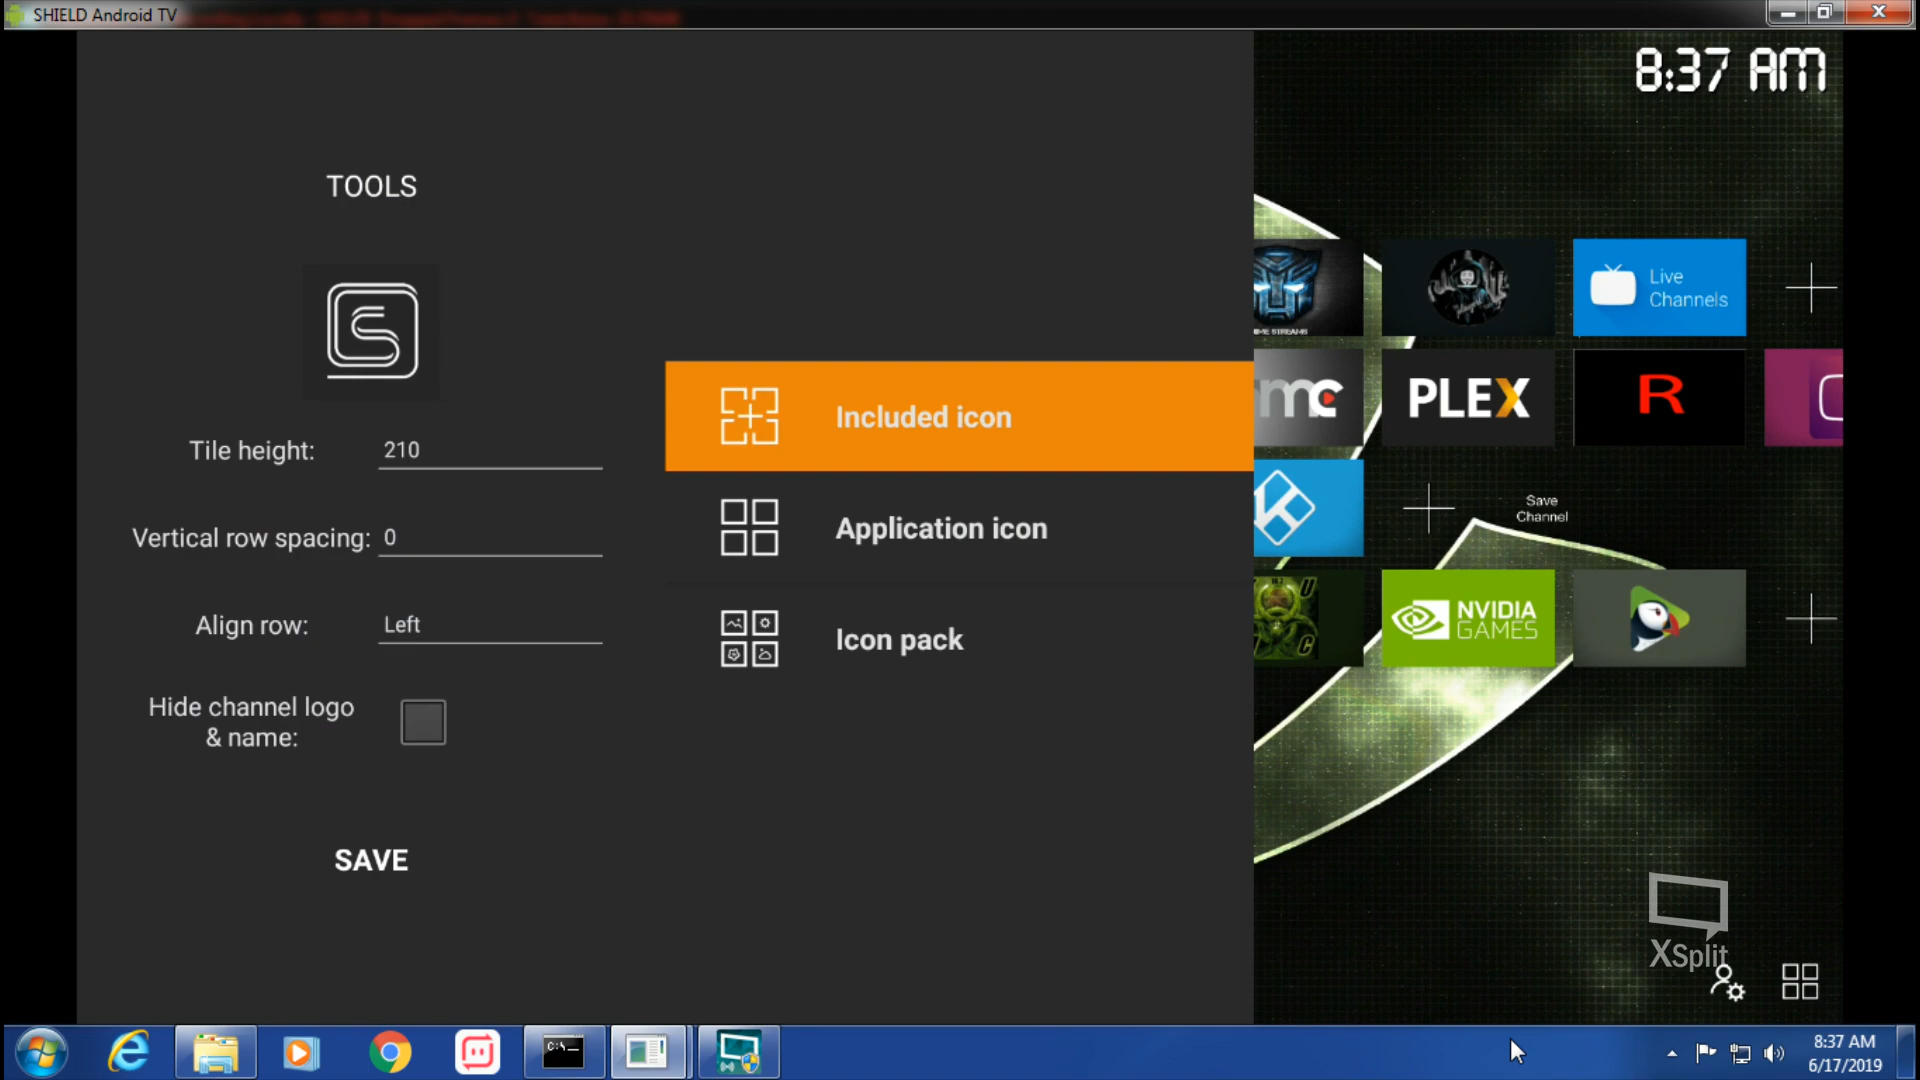 SHIELD Android TV
8:37 AM
TOOLS
Tile height: 210
Vertical row spacing: 0
Align row: Left
Hide channel logo
& name:
SAVE
Included icon
Application icon
Icon pack
Live
Channels
mc
PLEX
R
Save
Channel
NVIDIA
GAMES
XSplit
C:\
8:37 AM
6/17/2019